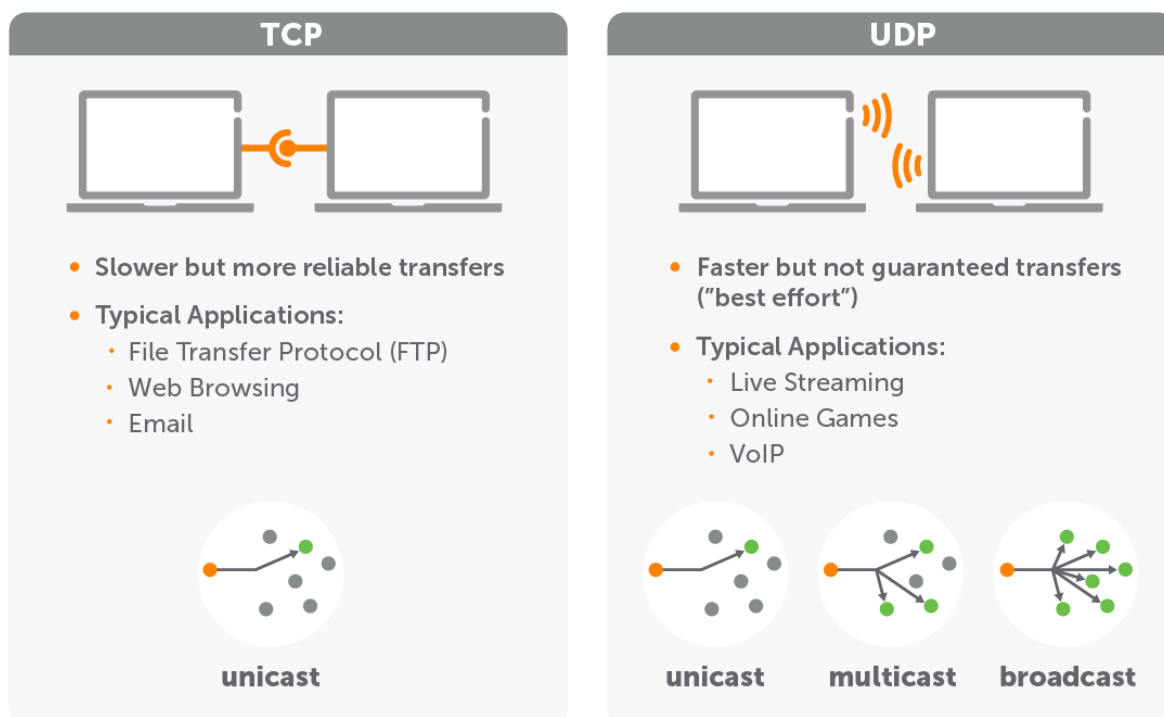 TCP
• Slower but more reliable transfers
• Typical Applications:
• File Transfer Protocol (FTP)
• Web Browsing
• Email
unicast
UDP
• Faster but not guaranteed transfers
(”best effort”)
• Typical Applications:
• Live Streaming
• Online Games
• VoIP
unicast
multicast
broadcast